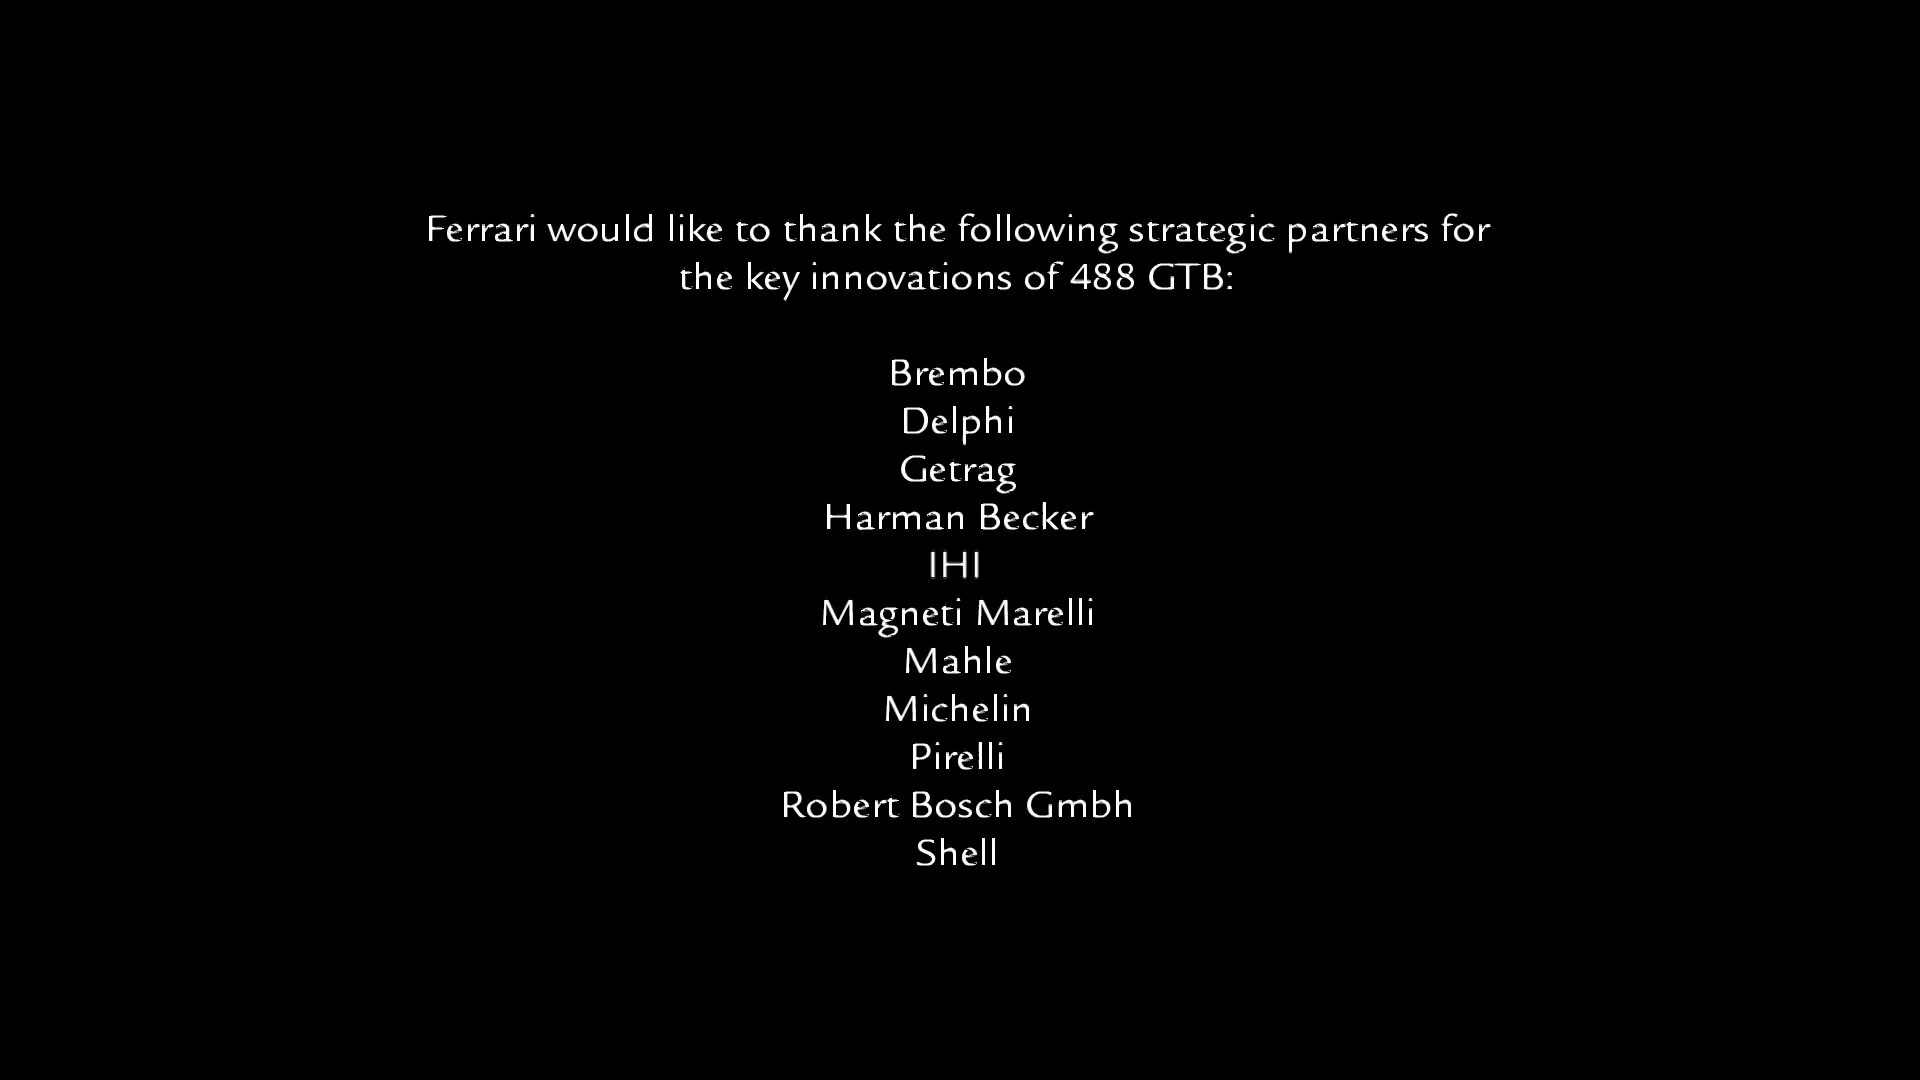 Ferrari would like to thank the following strategic partners for
the key innovations of 488 GTB:
Brembo
Delphi
Getrag
Harman Becker
IHI
Magneti Marelli
Mahle
Michelin
Pirelli
Robert Bosch Gmbh
Shell